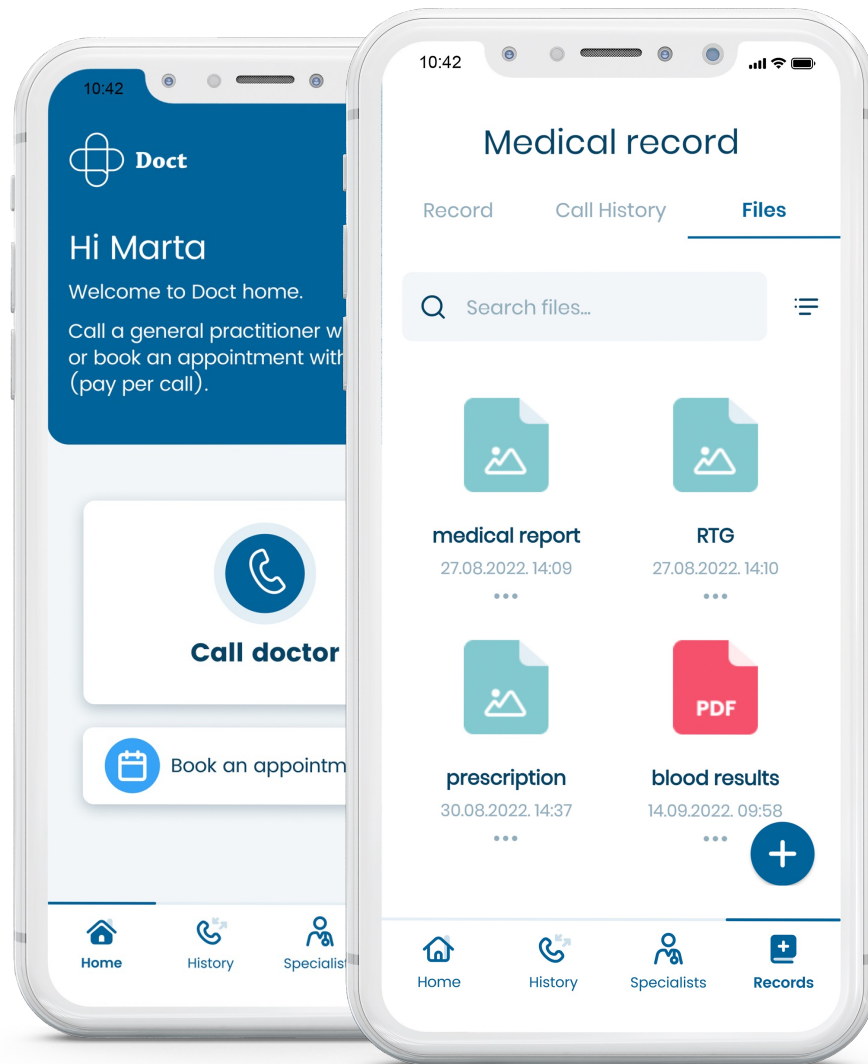 10:42
Doct
Hi Marta
Welcome to Doct home.
Call a general practitioner
or book an appointment with
(pay per call).
Call doctor
Book an
Home
History
10:42
Medical record
Record
Call History
Files
Search files...
medical report
RTG
27.08.2022. 14:09
27.08.2022. 14:10
prescription
PDF
blood results
30.08.2022. 14:37
14.09.2022. 09:58
Home
History
Specialists
Records